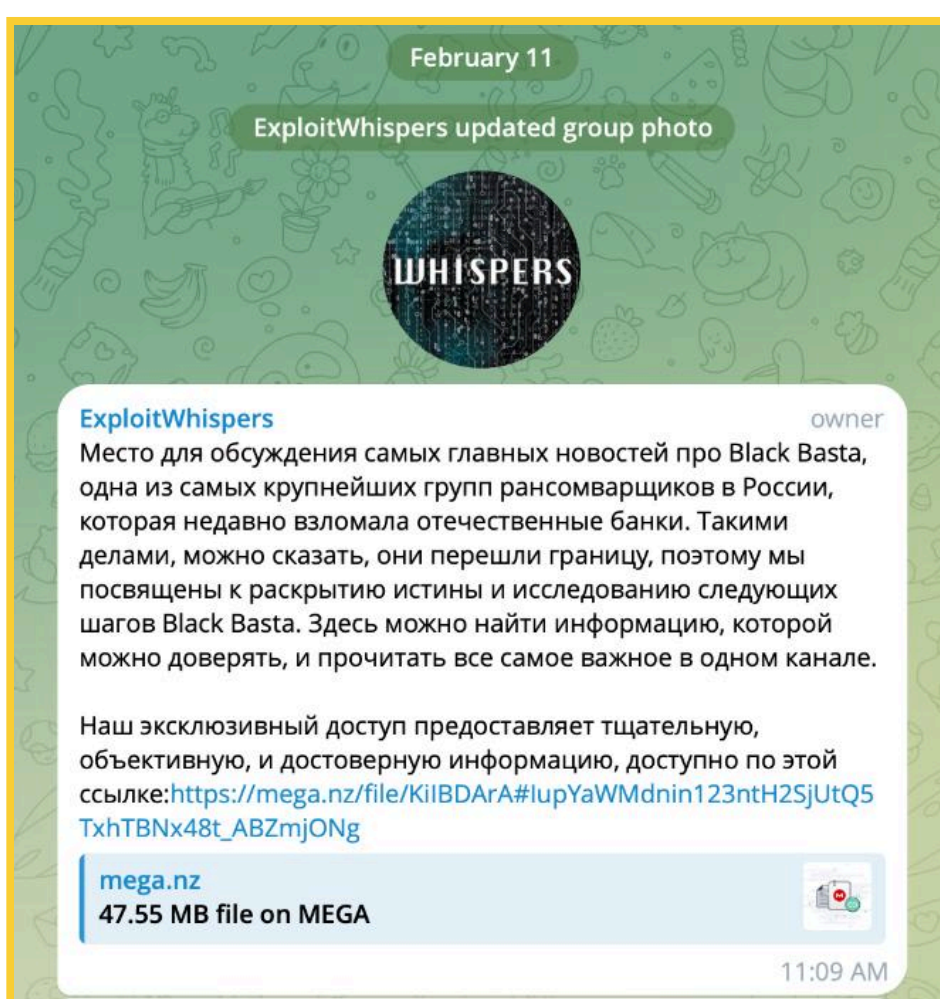 February 11
ExploitWhispers updated group photo
WHISPERS
ExploitWhispers owner
Место для обсуждения самых главных новостей про Black Basta,
одна из самых крупнейших групп рансомварщиков в России,
которая недавно взломала отечественные банки. Такими
делами, можно сказать, они перешли границу, поэтому мы
посвящены к раскрытию истины и исследованию следующих
шагов Black Basta. Здесь можно найти информацию, которой
можно доверять, и прочитать все самое важное в одном канале.
Наш эксклюзивный доступ предоставляет тщательную,
объективную, и достоверную информацию, доступно по этой
ссылке:https://mega.nz/file/KiIBDArA#IupYaWMdnin123ntH2SjUtQ5
TxhTBNx48t_ABZmjONg
mega.nz
47.55 MB file on MEGA
11:09 AM